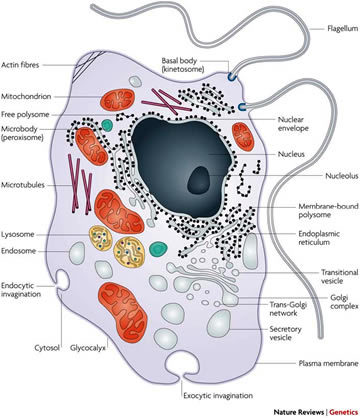 Flagellum
Basal body
(kinetosome)
Actin fibres
Mitochondrion
Free polysome
Microbody
(peroxisome)
Microtubules
Lysosome
Endosome
Endocytic
invagination
Cytosol
Glycocalyx
Exocytic invagination
Nuclear
envelope
Nucleus
Nucleolus
Membrane-bound
polysome
Endoplasmic
reticulum
Transitional
vesicle
Golgi
complex
Trans-Golgi
network
Secretory
vesicle
Plasma membrane
Nature Reviews | Genetics